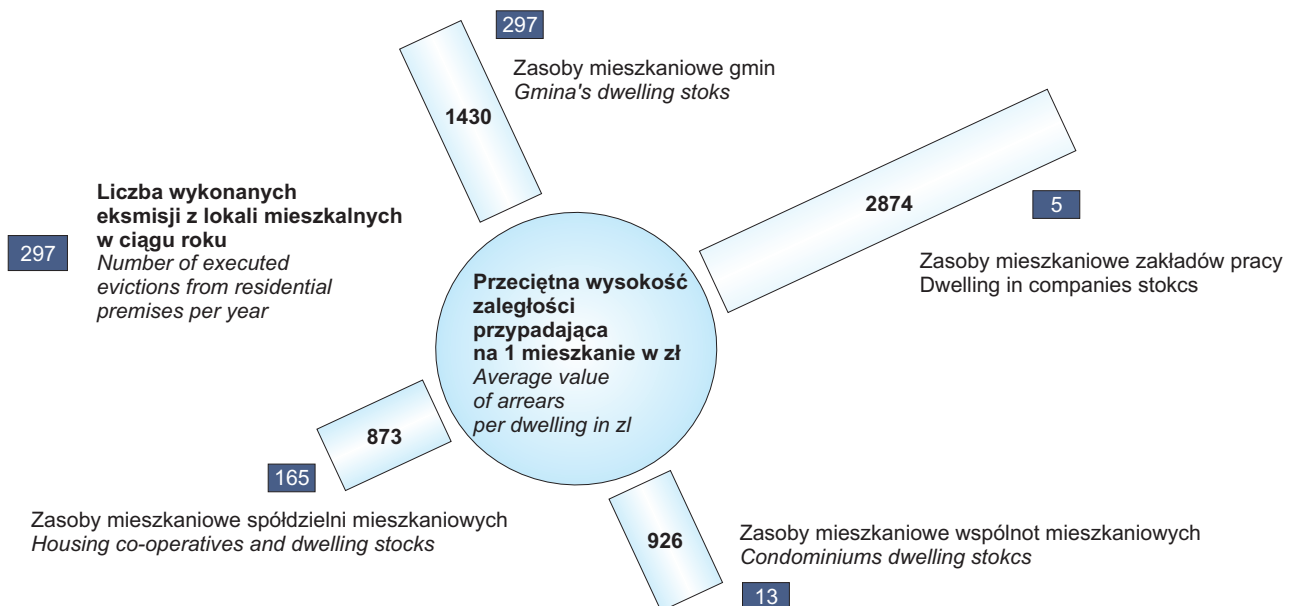 297
Zasoby mieszkaniowe gmin
Gmina's dwelling stoks
1430
2874
5
Zasoby mieszkaniowe zakładów pracy
Dwelling in companies stokcs
297
Liczba wykonanych
eksmisji z lokali mieszkalnych
w ciągu roku
Number of executed
evictions from residential
premises per year
Przeciętna wysokość
zaległości
przypadająca
na 1 mieszkanie w zł
Average value
of arrears
per dwelling in zl
873
165
Zasoby mieszkaniowe spółdzielni mieszkaniowych
Housing co-operatives and dwelling stocks
926
Zasoby mieszkaniowe wspólnot mieszkaniowych
Condominiums dwelling stokcs
13